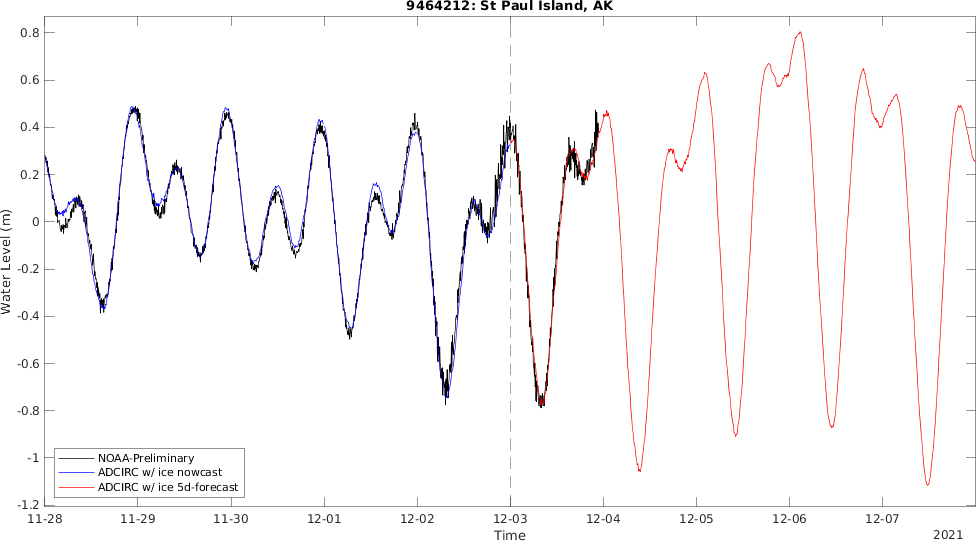 9464212: St Paul Island, AK
0.8
0.6
0.4
0.2
0
-0.2
-0.4
-0.6
-0.8
-1
-1.2
Water Level (m)
NOAA-Preliminary
ADCIRC w/ ice nowcast
ADCIRC w/ ice 5d-forecast
11-28 11-29 11-30 12-01 12-02 12-03 12-04 12-05 12-06 12-07
Time
2021